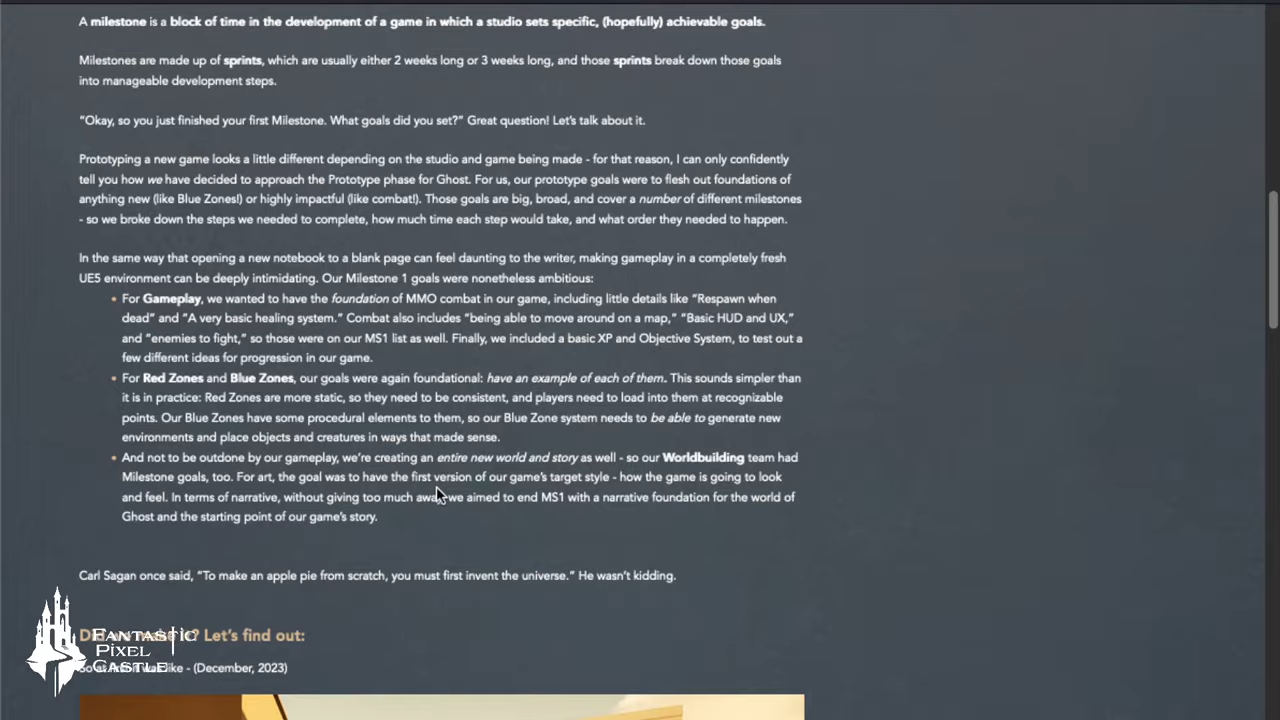 A milestone is a block of time in the development of a game in which a studio sets specific, (hopefully) achievable goals.
Milestones are made up of sprints, which are usually either 2 weeks long or 3 weeks long, and those sprints break down those goals
into manageable development steps.
“Okay, so you just finished your first Milestone. What goals did you set?” Great question! Let’s talk about it.
Prototyping a new game looks a little different depending on the studio and game being made - for that reason, I can only confidently
tell you how we have decided to approach the Prototype phase for Ghost. For us, our prototype goals were to flesh out foundations of
anything new (like Blue Zones!) or highly impactful (like combat!). Those goals are big, broad, and cover a number of different milestones
- so we broke down the steps we needed to complete, how much time each step would take, and what order they needed to happen.
In the same way that opening a new notebook to a blank page can feel daunting to the writer, making gameplay in a completely fresh
UE5 environment can be deeply intimidating. Our Milestone 1 goals were nonetheless ambitious:
• For Gameplay, we wanted to have the foundation of MMO combat in our game, including little details like “Respawn when
dead” and “A very basic healing system.” Combat also includes “being able to move around on a map,” “Basic HUD and UX,”
and “enemies to fight,” so those were on our MS1 list as well. Finally, we included a basic XP and Objective System, to test out a
few different ideas for progression in our game.
• For Red Zones and Blue Zones, our goals were again foundational: have an example of each of them. This sounds simpler than
it is in practice: Red Zones are more static, so they need to be consistent, and players need to load into them at recognizable
points. Our Blue Zones have some procedural elements to them, so our Blue Zone system needs to be able to generate new
environments and place objects and creatures in ways that made sense.
• And not to be outdone by our gameplay, we’re creating an entire new world and story as well - so our Worldbuilding team had
Milestone goals, too. For art, the goal was to have the first version of our game’s target style - how the game is going to look
and feel. In terms of narrative, without giving too much away we aimed to end MS1 with a narrative foundation for the world of
Ghost and the starting point of our game’s story.
Carl Sagan once said, “To make an apple pie from scratch, you must first invent the universe.” He wasn’t kidding.
? Let’s find out:
- (December, 2023)
FANTASTIC
PIXEL
CASTLE